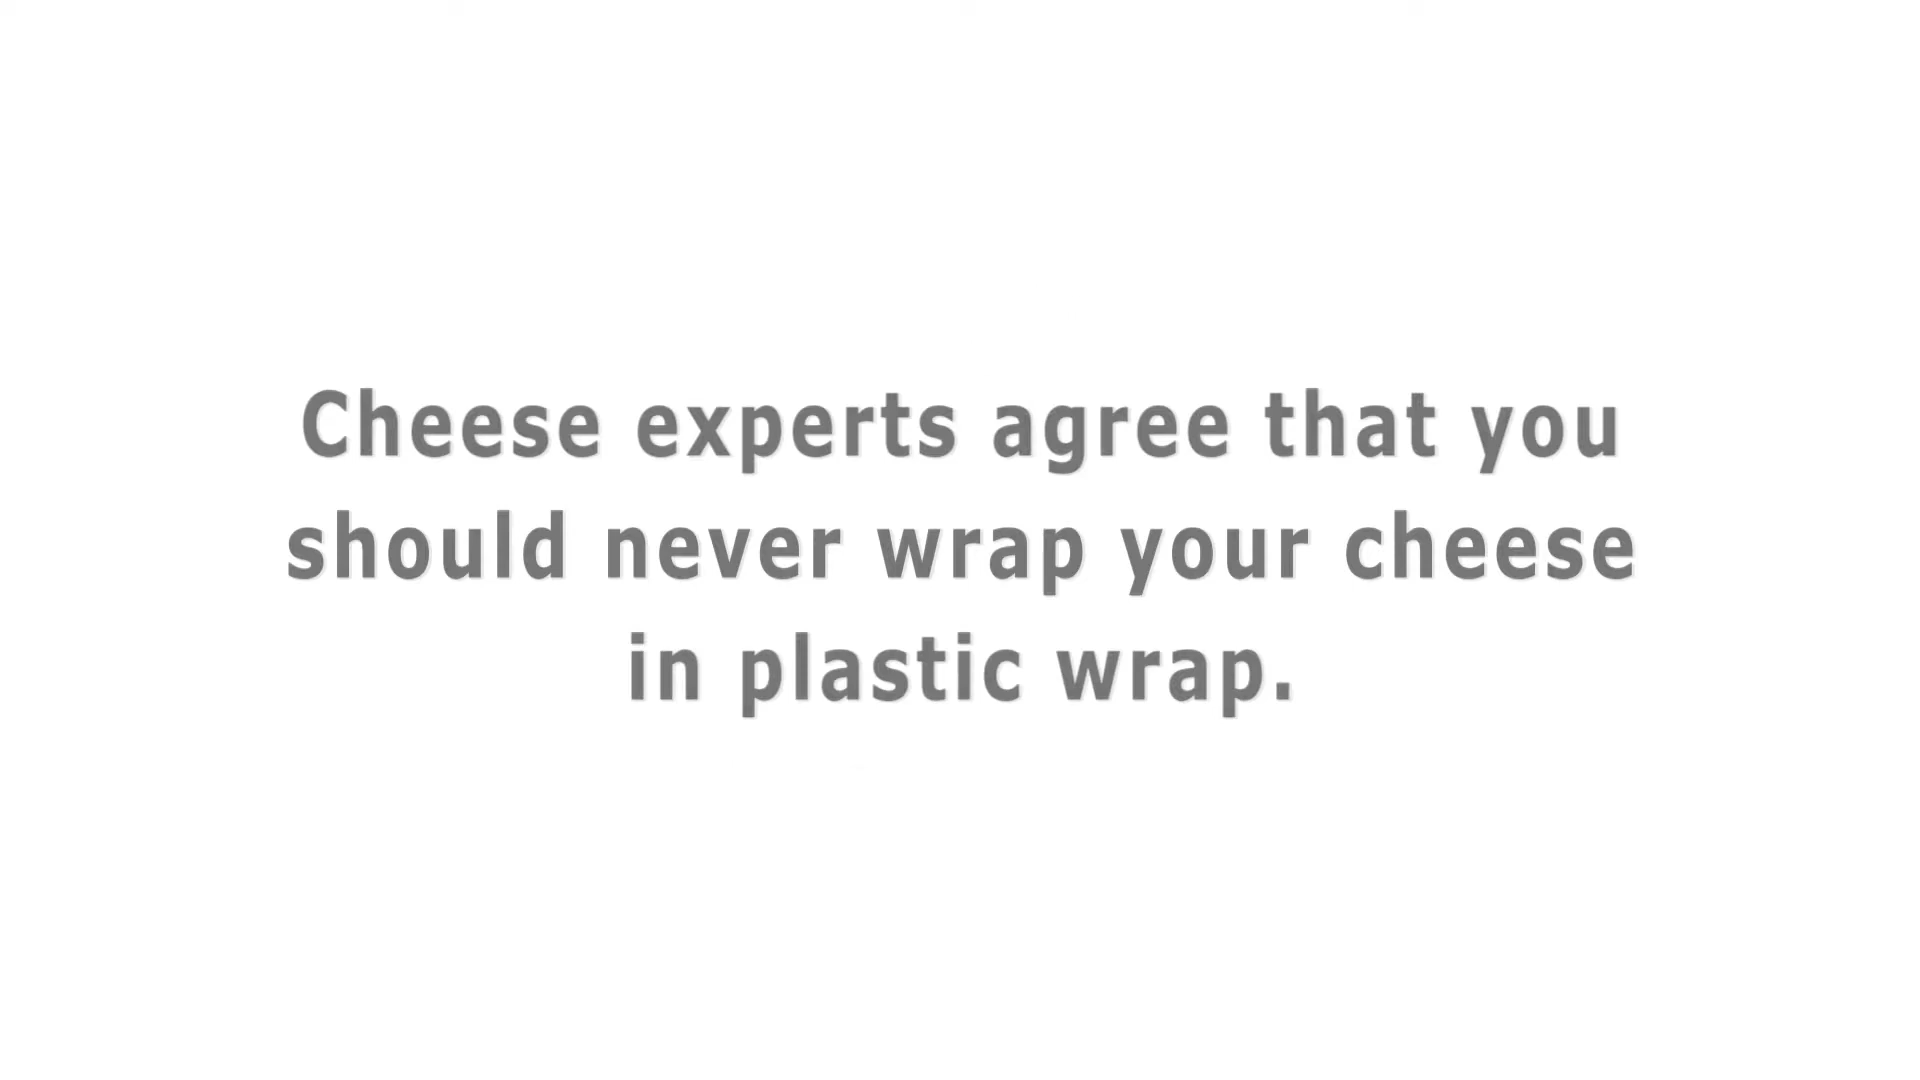 Cheese experts agree that you
should never wrap your cheese
in plastic wrap.